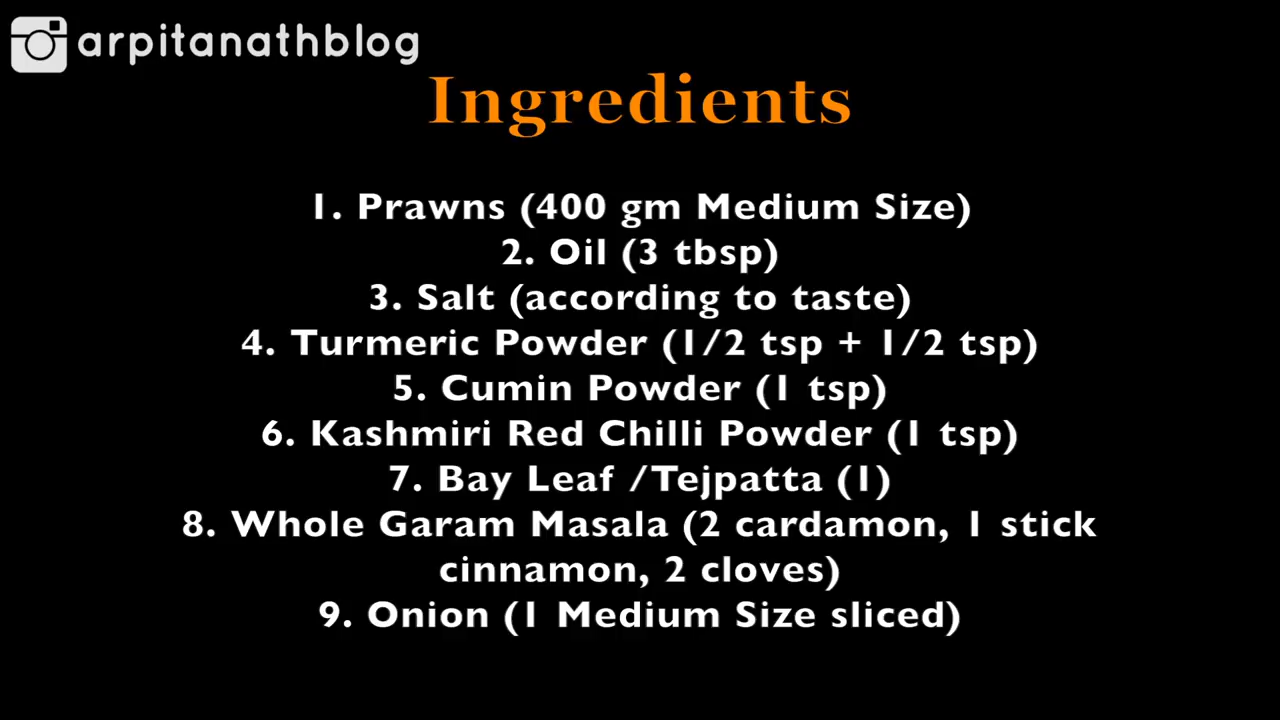 arpitanathblog
Ingredients
1. Prawns (400 gm Medium Size)
2. Oil (3 tbsp)
3. Salt (according to taste)
4. Turmeric Powder (1/2 tsp + 1/2 tsp)
5. Cumin Powder (1 tsp)
6. Kashmiri Red Chilli Powder (1 tsp)
7. Bay Leaf /Tejpatta (1)
8. Whole Garam Masala (2 cardamon, 1 stick
cinnamon, 2 cloves)
9. Onion (1 Medium Size sliced)